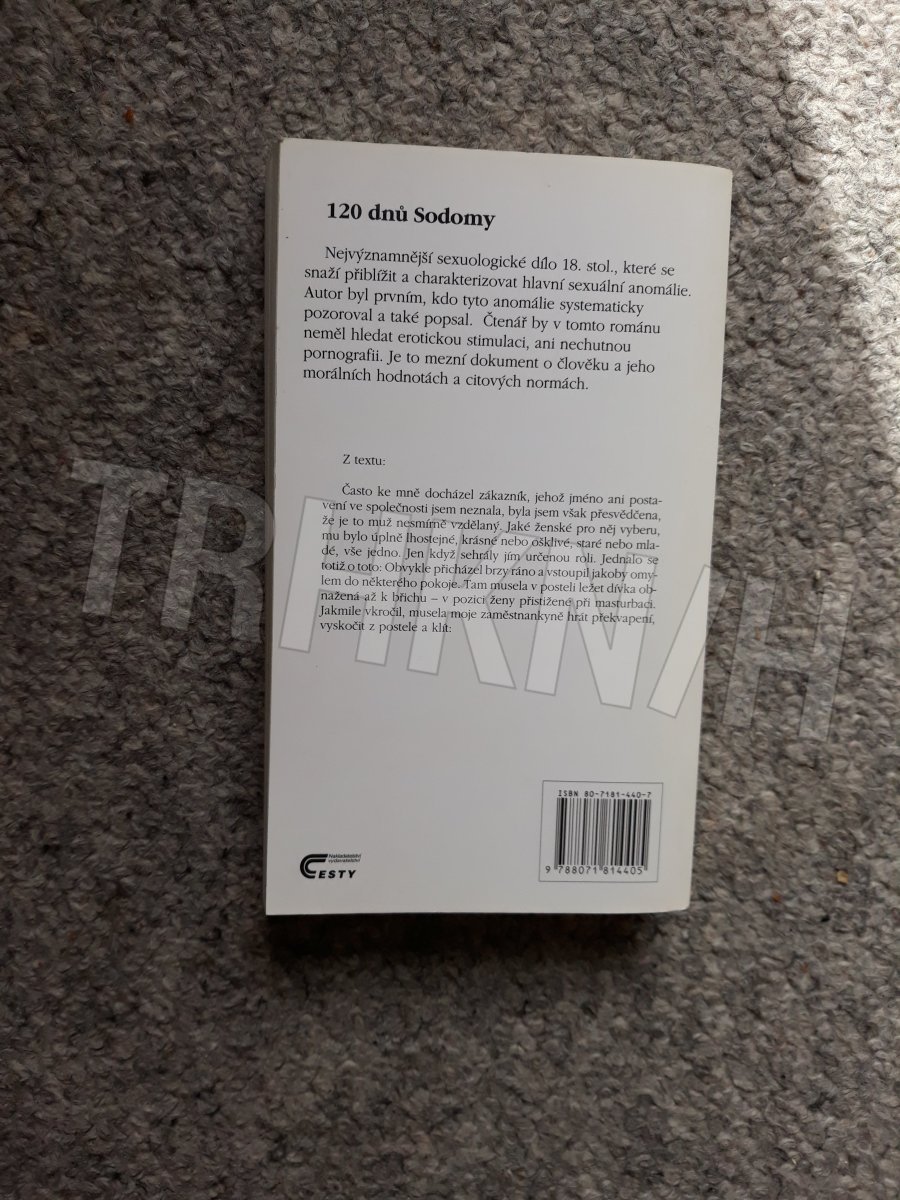 120 dnů Sodomy
Nejvýznamnější sexuologické dílo 18. stol., které se
snaží přiblížit a charakterizovat hlavní sexuální anomálie.
Autor byl prvním, kdo tyto anomálie systematicky
pozoroval a také popsal. Čtenář by v tomto románu
neměl hledat erotickou stimulaci, ani nechutnou
pornografii. Je to mezní dokument o člověku a jeho
morálních hodnotách a citových normách.
Z textu:
Často ke mně docházel zákazník, jehož jméno ani posta-
vení ve společnosti jsem neznala, byla jsem však přesvědčena,
že je to muž nesmírně vzdělaný. Jaké ženské pro něj vyberu,
mu bylo úplně lhostejné, krásné nebo ošklivé, staré nebo mla-
dé, vše jedno. Jen když sehrály jím určenou roli. Jednalo se
totiž o toto: Obvykle přicházel brzy ráno a vstoupil jakoby omy-
lem do některého pokoje. Tam musela v posteli ležet dívka ob-
nažená až k břichu – v pozici ženy přistižené při masturbaci.
Jakmile vkročil, musela moje zaměstnankyně hrát překvapení,
vyskočit z postele a klít:
TRHKNIH
ISBN 80-7181-440-7
9 788071 814405
Nakladatelství
vydavatelství
CESTY